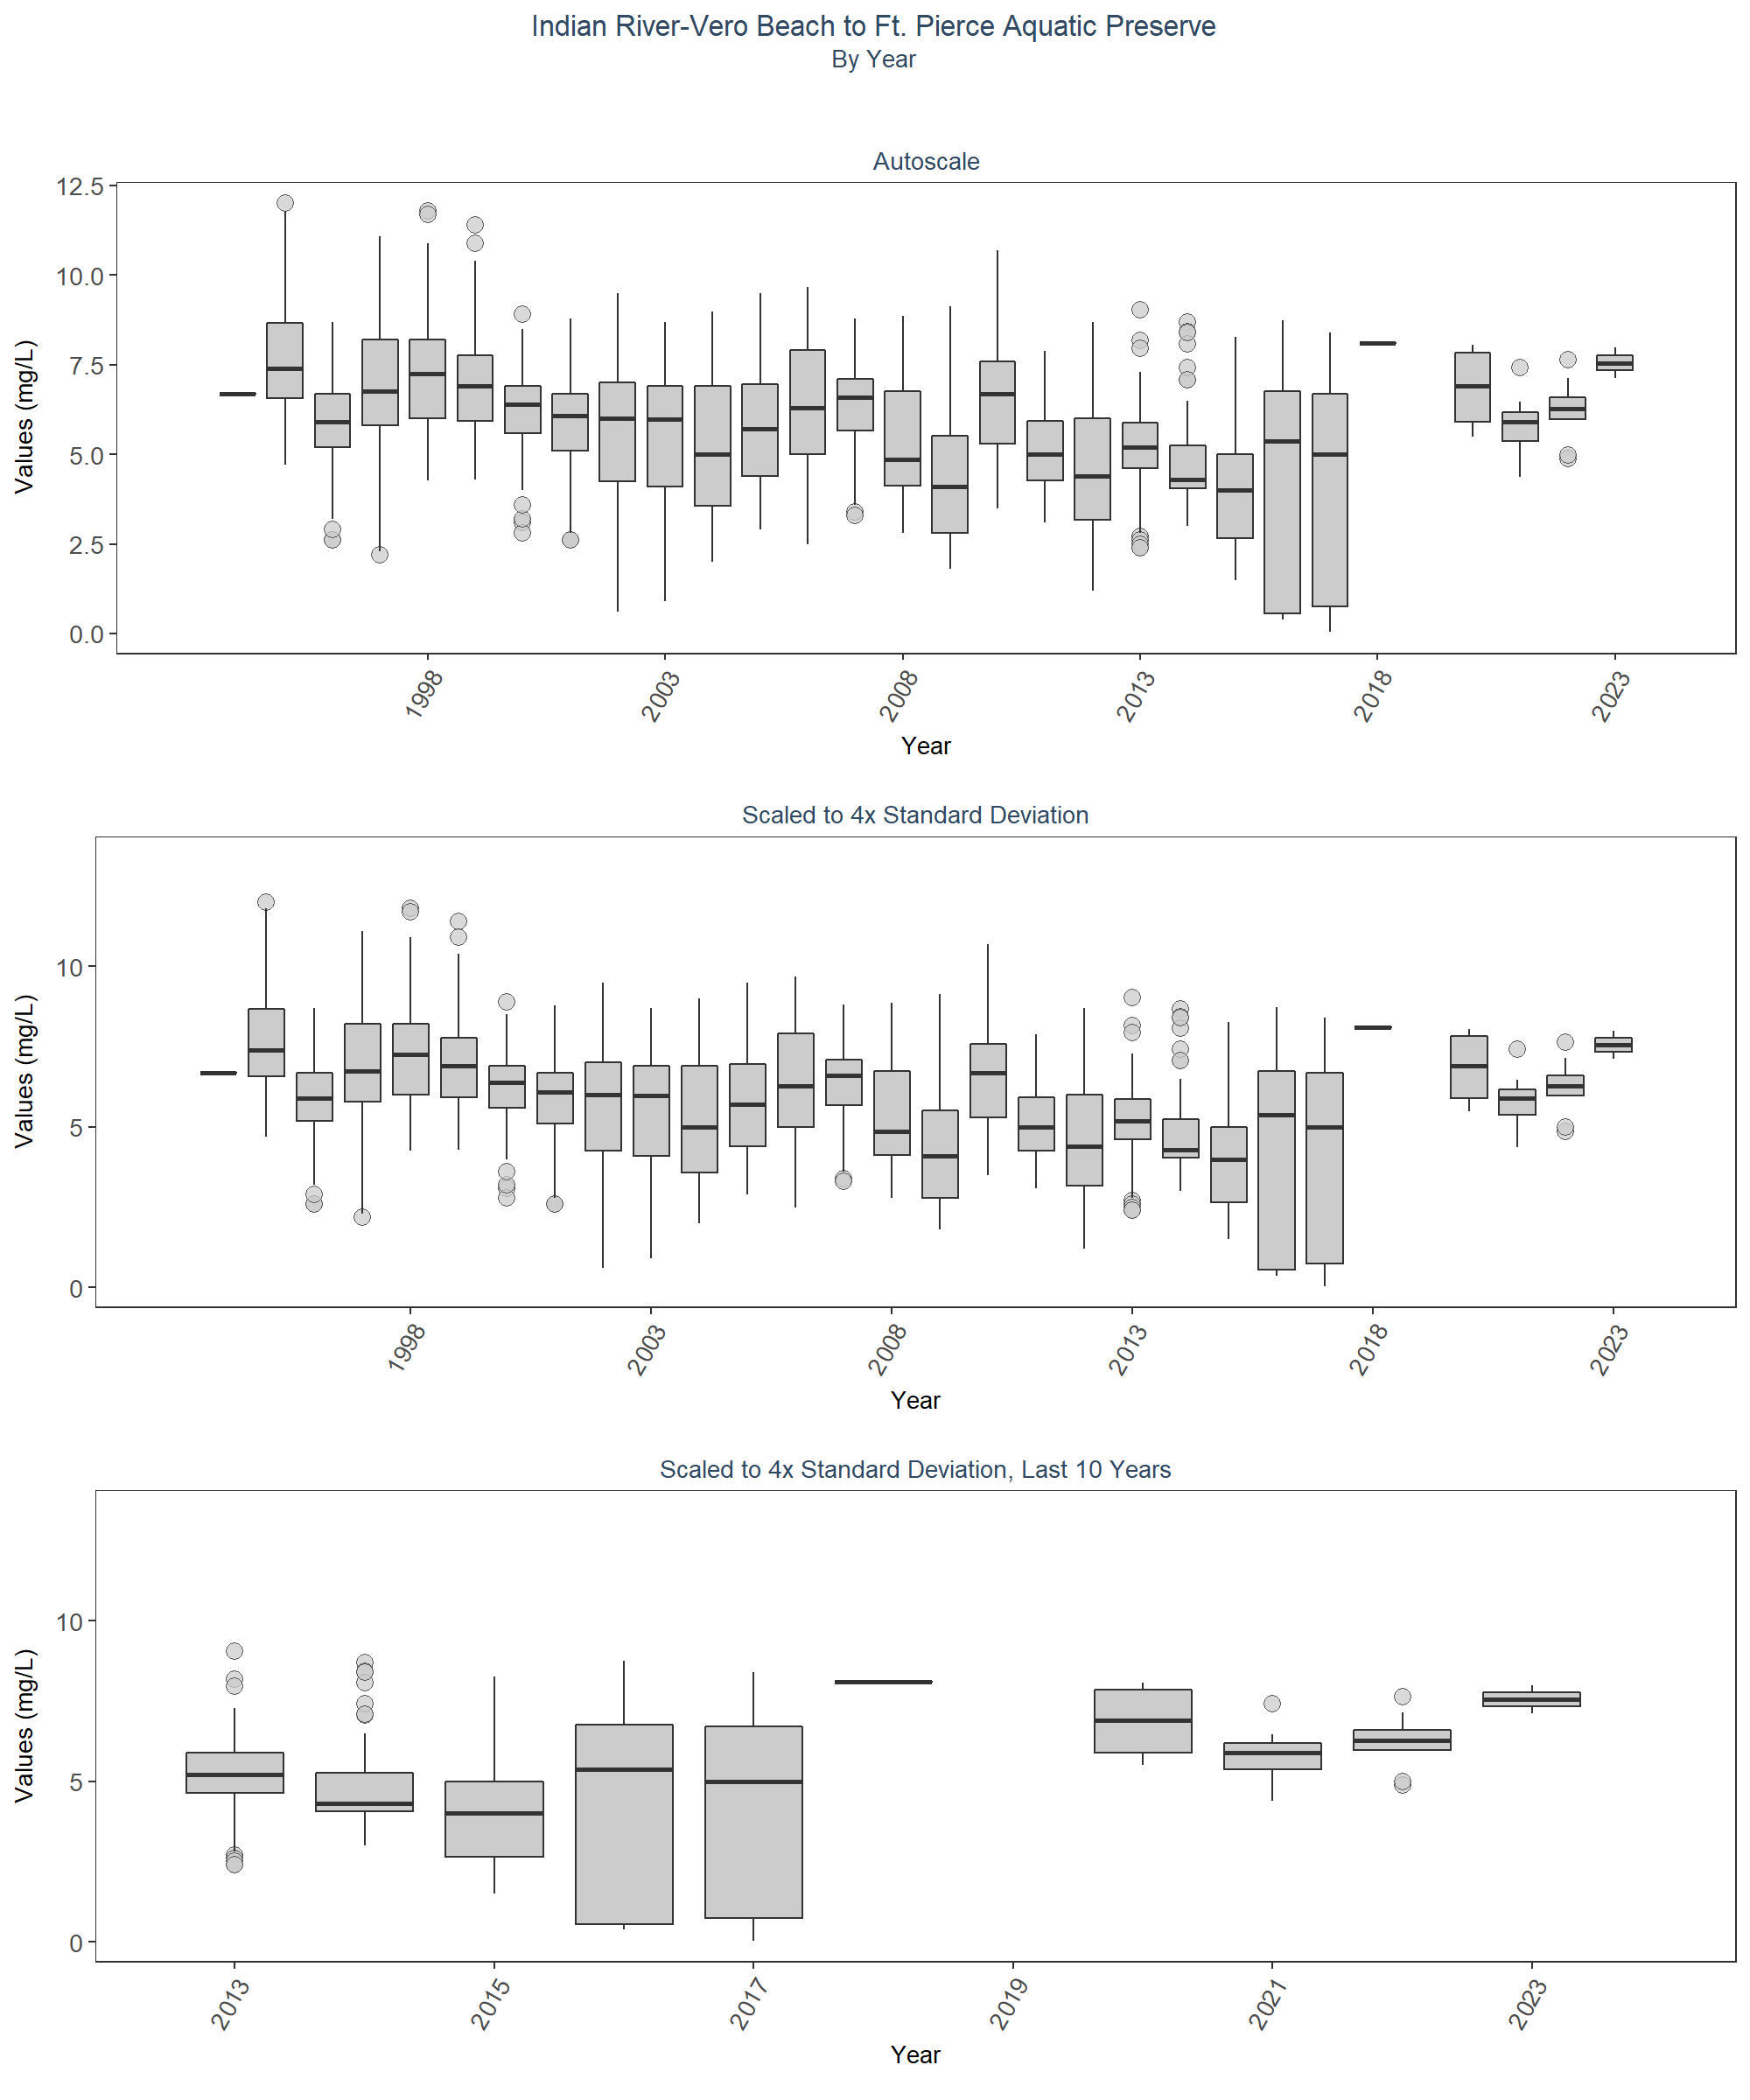 Indian River-Vero Beach to Ft. Pierce Aquatic Preserve
By Year
Autoscale
Values (mg/L)
12.5
10.0
7.5
5.0
2.5
0.0
1998 2003 2008 2013 2018 2023
Year
Scaled to 4x Standard Deviation
Values (mg/L)
10
5
0
1998 2003 2008 2013 2018 2023
Year
Scaled to 4x Standard Deviation, Last 10 Years
Values (mg/L)
10
5
0
2013 2015 2017 2019 2021 2023
Year